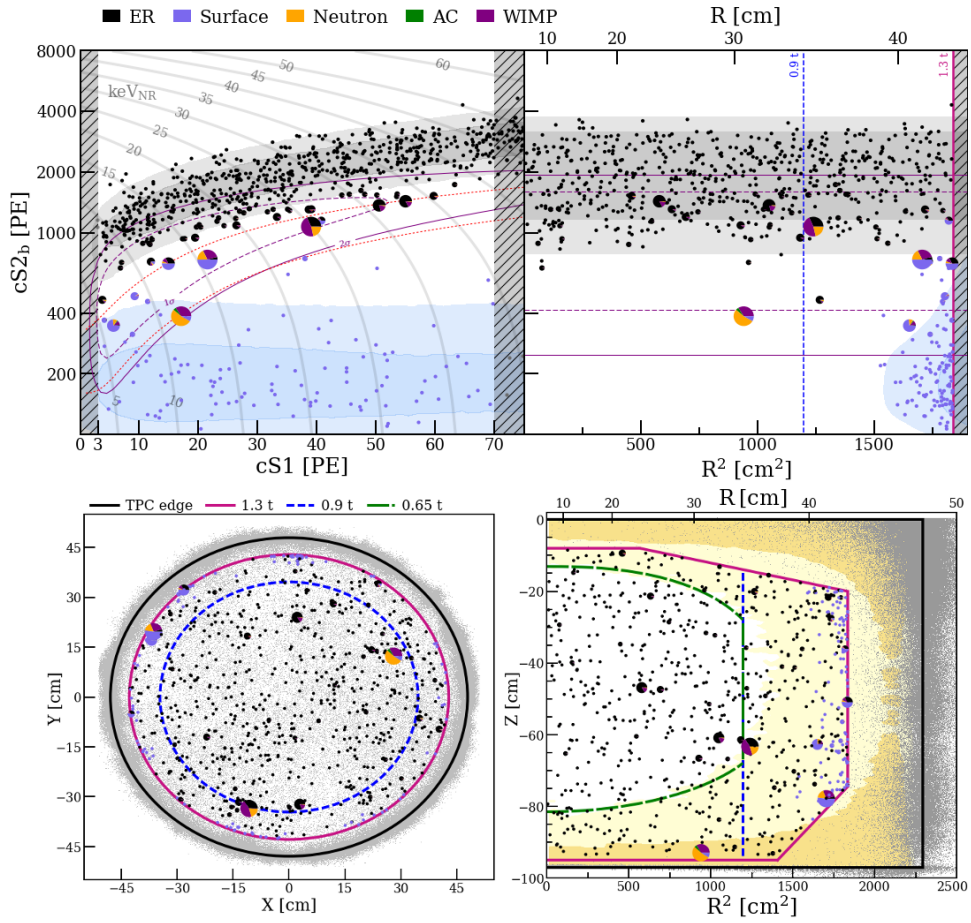 ER Surface Neutron AC WIMP
R [cm]
10 20 30 40
8000
4000
2000
1000
400
200
cS2b [PE]
keVNR
5 10 15 20 25 30 35 40 45 50 60
1σ
2σ
0 3 10 20 30 40 50 60 70
cS1 [PE]
0.9 t
1.3 t
500 1000 1500
R² [cm²]
TPC edge 1.3 t 0.9 t 0.65 t
45
30
15
0
−15
−30
−45
Y [cm]
−45 −30 −15 0 15 30 45
X [cm]
R [cm]
10 20 30 40 50
0
−20
−40
−60
−80
−100
Z [cm]
500 1000 1500 2000 2500
R² [cm²]